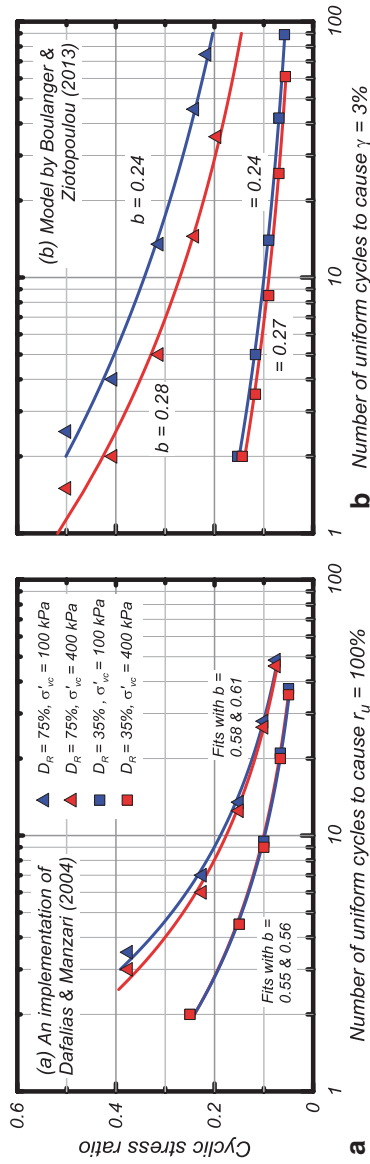 (a) An implementation of
Dafalias & Manzari (2004)
D_R = 75%, σ'_vc = 100 kPa
D_R = 75%, σ'_vc = 400 kPa
D_R = 35%, σ'_vc = 100 kPa
D_R = 35%, σ'_vc = 400 kPa
Fits with b =
0.58 & 0.61
Fits with b =
0.55 & 0.56
Cyclic stress ratio
0.6
0.4
0.2
0
1
10
100
a
Number of uniform cycles to cause r_u = 100%
(b) Model by Boulanger &
Ziotopoulou (2013)
b = 0.24
b = 0.28
= 0.24
= 0.27
1
10
100
b
Number of uniform cycles to cause γ = 3%